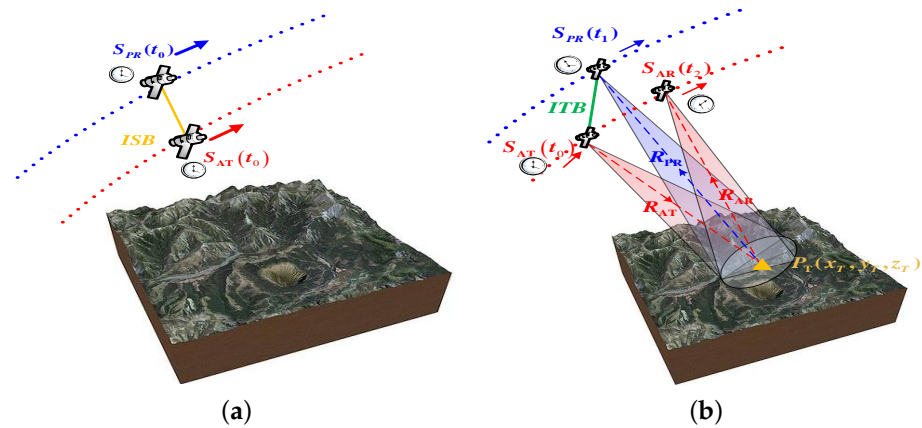 S_PR(t_0)
ISB
S_AT(t_0)
(a)
S_PR(t_1)
S_AR(t_2)
ITB
S_AT(t_0)
R_PR
R_AT
R_AR
P_T(x_T, y_T, z_T)
(b)